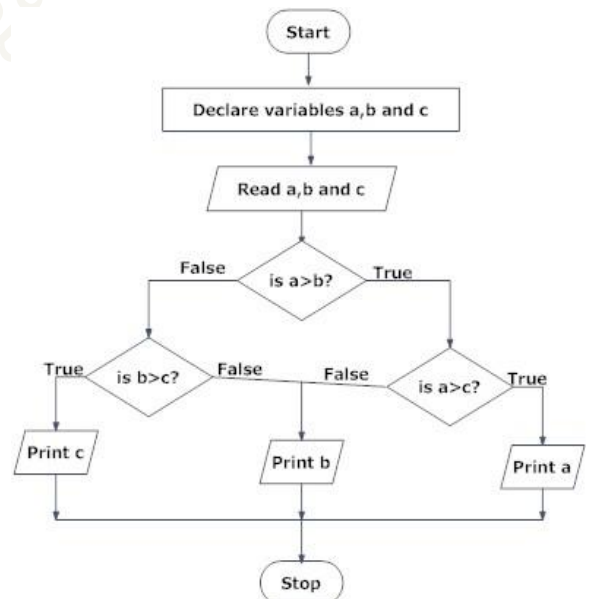 Start
Declare variables a,b and c
Read a,b and c
False
is a>b?
True
True
is b>c?
False
False
is a>c?
True
Print c
Print b
Print a
Stop